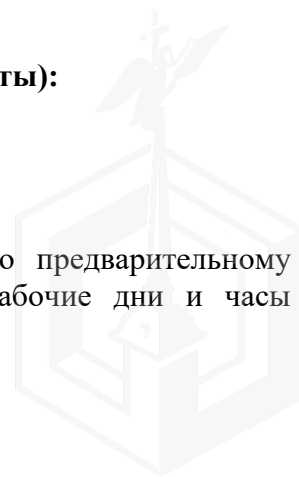 ты):
о предварительному
абочие дни и часы